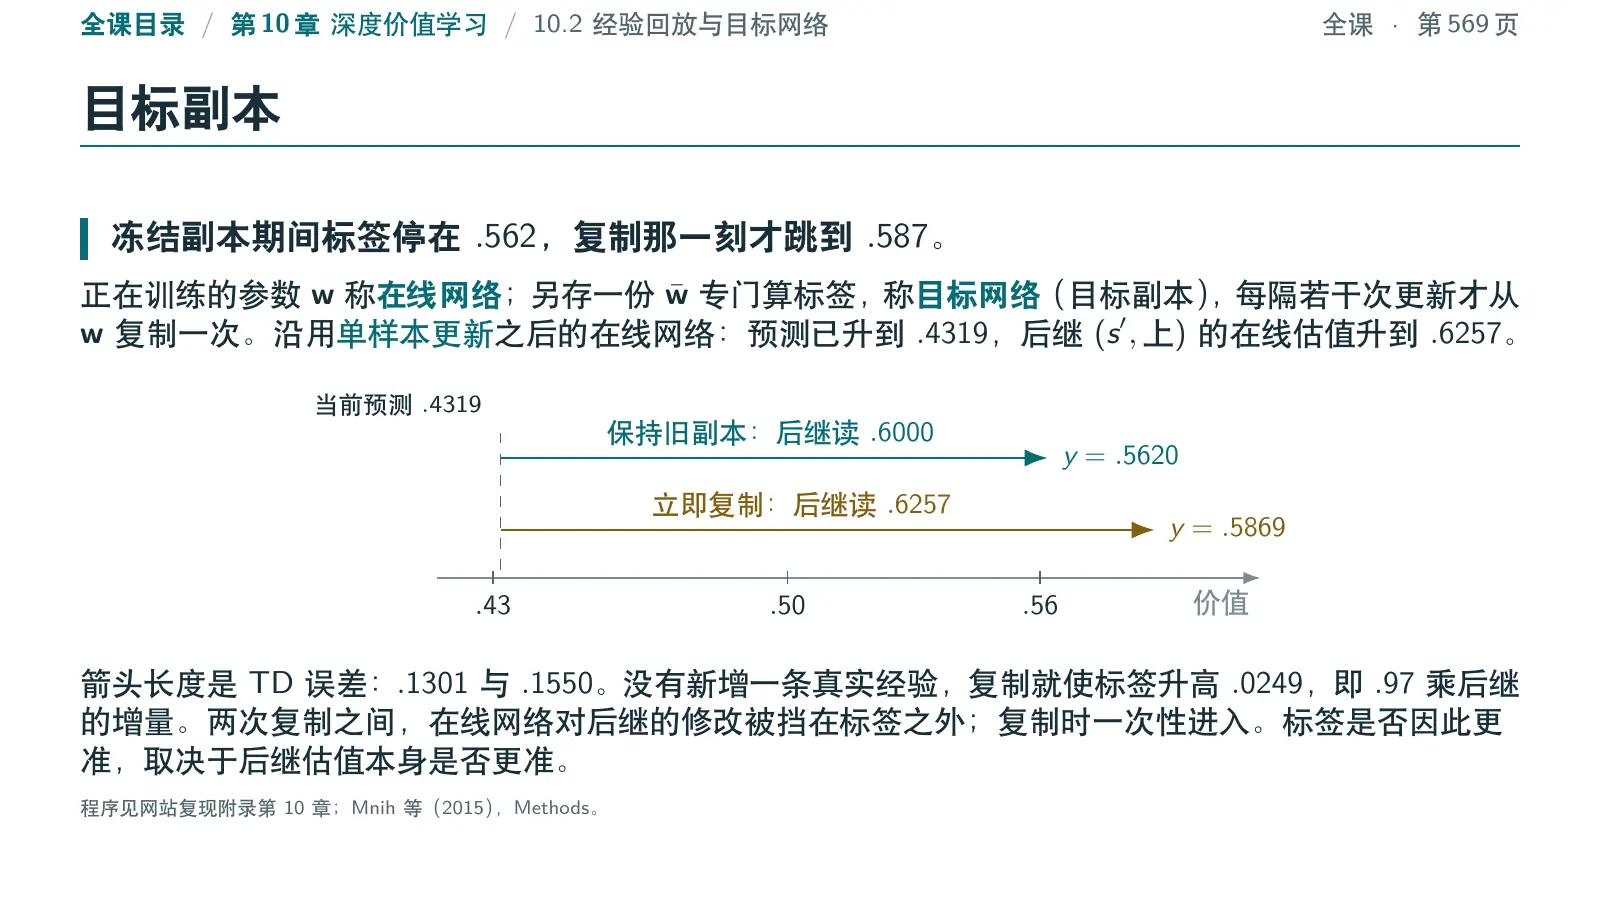 全课目录 / 第10章 深度价值学习 / 10.2 经验回放与目标网络
全课 · 第569页
目标副本
冻结副本期间标签停在 .562，复制那一刻才跳到 .587。
正在训练的参数 w 称在线网络；另存一份 w̄ 专门算标签，称目标网络（目标副本），每隔若干次更新才从
w 复制一次。沿用单样本更新之后的在线网络：预测已升到 .4319，后继 (s′, 上) 的在线估值升到 .6257。
当前预测 .4319
保持旧副本：后继读 .6000
y = .5620
立即复制：后继读 .6257
y = .5869
.43 .50 .56 价值
箭头长度是 TD 误差：.1301 与 .1550。没有新增一条真实经验，复制就使标签升高 .0249，即 .97 乘后继
的增量。两次复制之间，在线网络对后继的修改被挡在标签之外；复制时一次性进入。标签是否因此更
准，取决于后继估值本身是否更准。
程序见网站复现附录第 10 章；Mnih 等（2015），Methods。